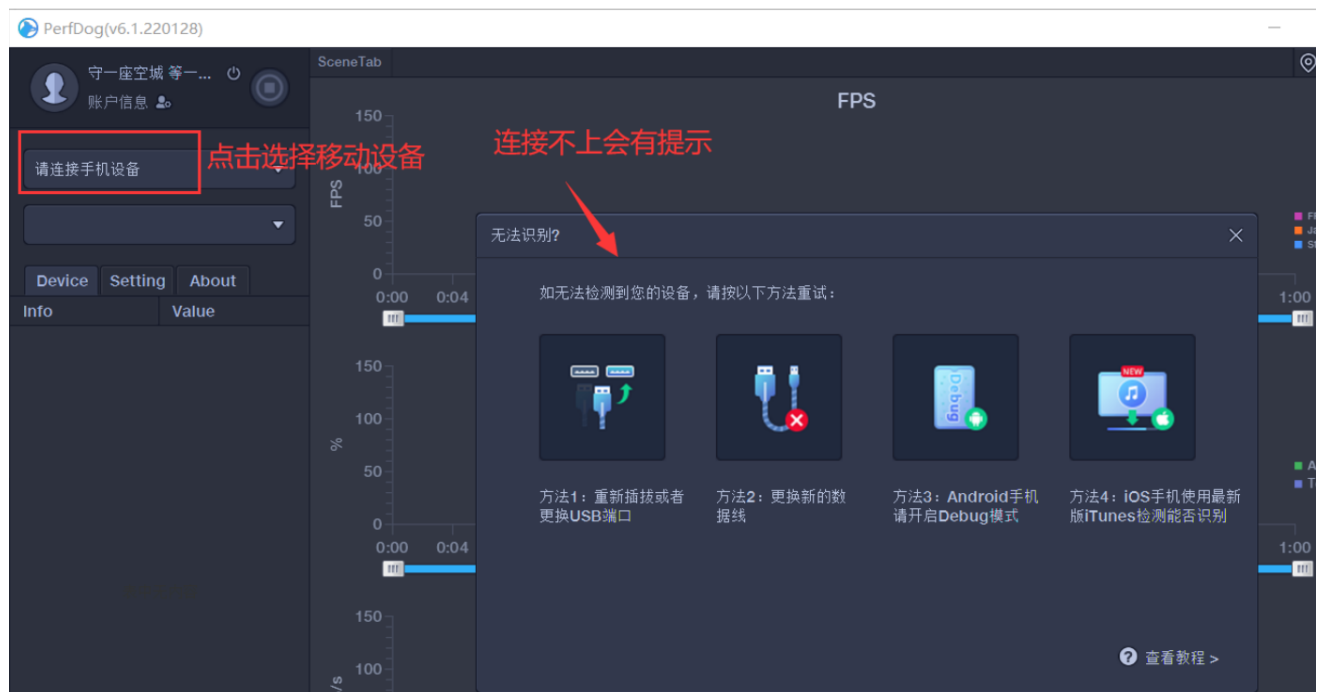 PerfDog(v6.1.220128)
守一座空城 等一...
账户信息
SceneTab
FPS
连接不上会有提示
点击选择移动设备
请连接手机设备
150
100
50
0
FPS
0:00
0:04
1:00
Device
Setting
About
Info
Value
无法识别?
如无法检测到您的设备，请按以下方法重试：
Debug
NEW
方法1：重新插拔或者
更换USB端口
方法2：更换新的数
据线
方法3：Android手机
请开启Debug模式
方法4：iOS手机使用最新
版iTunes检测能否识别
150
100
50
0
%
0:00
0:04
1:00
150
100
查看教程 >